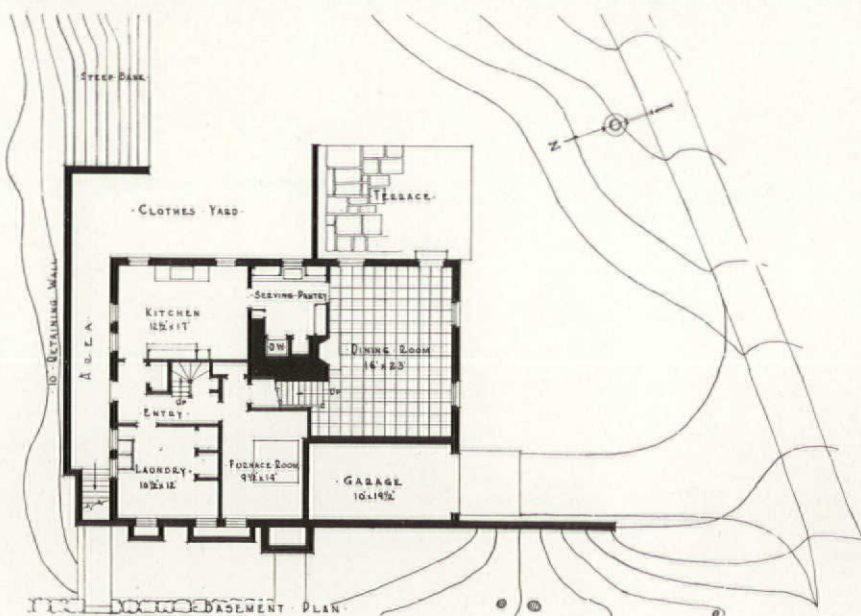 STEEP BANK
N
CLOTHES YARD
TERRACE
10' RETAINING WALL
AREA
KITCHEN
12½' x 17'
SERVING PANTRY
DW
DINING ROOM
16' x 23'
UP
UP
ENTRY
LAUNDRY
10½' x 12'
FURNACE ROOM
9½' x 14'
GARAGE
10' x 19½'
BASEMENT PLAN